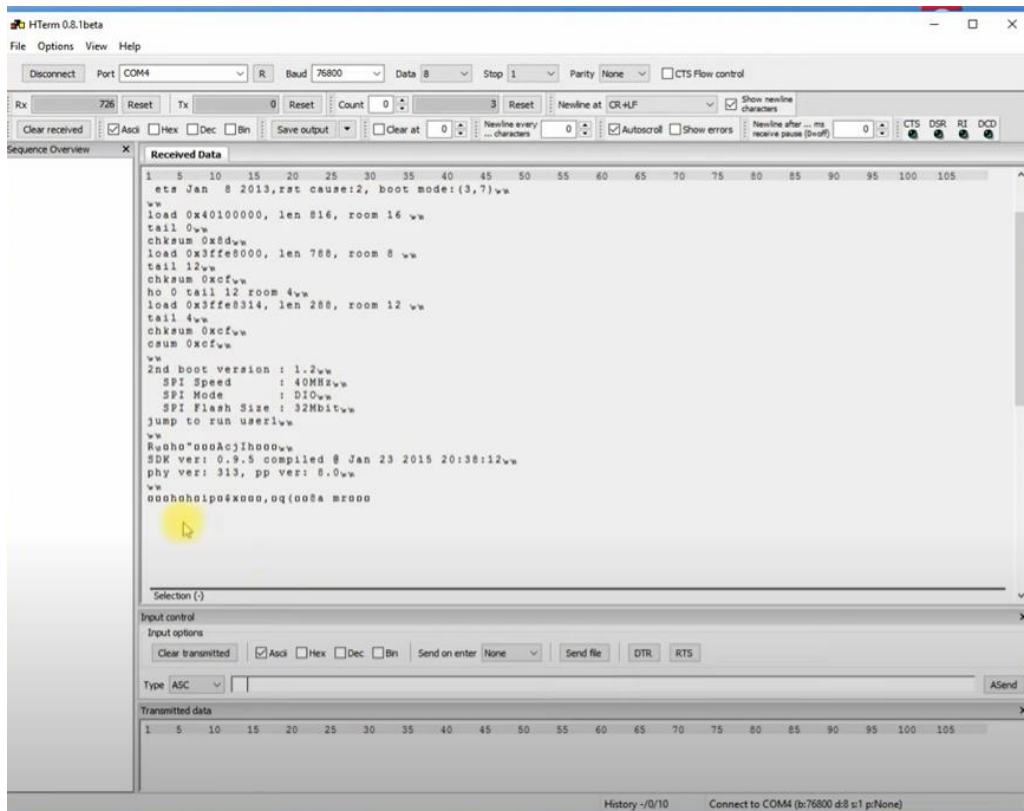 HTerm 0.8.1beta
File Options View Help
Disconnect Port COM4 R Baud 76800 Data 8 Stop 1 Parity None CTS Flow control
Rx 726 Reset Tx 0 Reset Count 0 3 Reset Newline at CR+LF Show newline characters
Clear received Ascii Hex Dec Bin Save output Clear at 0 Newline every ... characters 0 Autoscroll Show errors Newline after ... ms receive pause (0=off) 0 CTS DSR RI DCD
Sequence Overview X Received Data
1 5 10 15 20 25 30 35 40 45 50 55 60 65 70 75 80 85 90 95 100 105
ets Jan 8 2013,rst cause:2, boot mode:(3,7)
load 0x40100000, len 816, room 16
tail 0
chksum 0x8d
load 0x3ffe8000, len 788, room 8
tail 12
chksum 0xcf
ho 0 tail 12 room 4
load 0x3ffe8314, len 288, room 12
tail 4
chksum 0xcf
csum 0xcf
2nd boot version : 1.2
SPI Speed : 40MHz
SPI Mode : DIO
SPI Flash Size : 32Mbit
jump to run user1
SDK ver: 0.9.5 compiled @ Jan 23 2015 20:38:12
phy ver: 313, pp ver: 8.0
Selection (-)
Input control
Input options
Clear transmitted Ascii Hex Dec Bin Send on enter None Send file DTR RTS
Type ASC ASend
Transmitted data
1 5 10 15 20 25 30 35 40 45 50 55 60 65 70 75 80 85 90 95 100 105
History -/0/10 Connect to COM4 (b:76800 d:8 s:1 p:None)